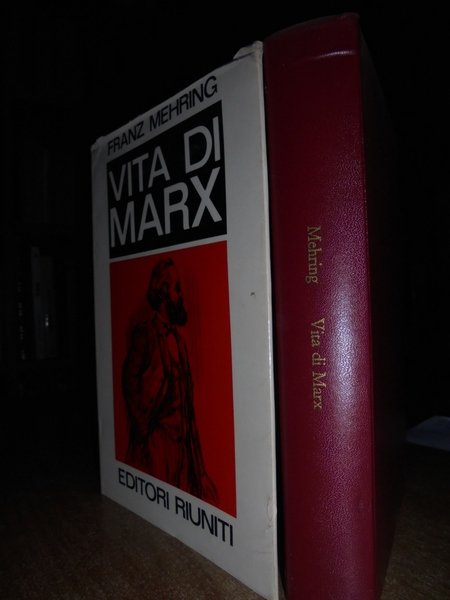 FRANZ MEHRING
VITA DI
MARX
EDITORI RIUNITI
Mehring Vita di Marx